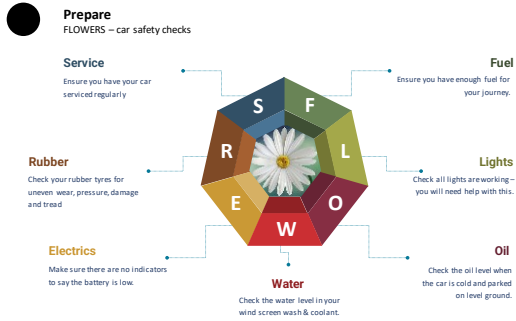 Prepare
FLOWERS – car safety checks
Service
Ensure you have your car
serviced regularly
Fuel
Ensure you have enough fuel for
your journey.
S
F
R
L
E
O
W
Rubber
Check your rubber tyres for
uneven wear, pressure, damage
and tread
Lights
Check all lights are working –
you will need help with this.
Electrics
Make sure there are no indicators
to say the battery is low.
Oil
Check the oil level when
the car is cold and parked
on level ground.
Water
Check the water level in your
wind screen wash & coolant.